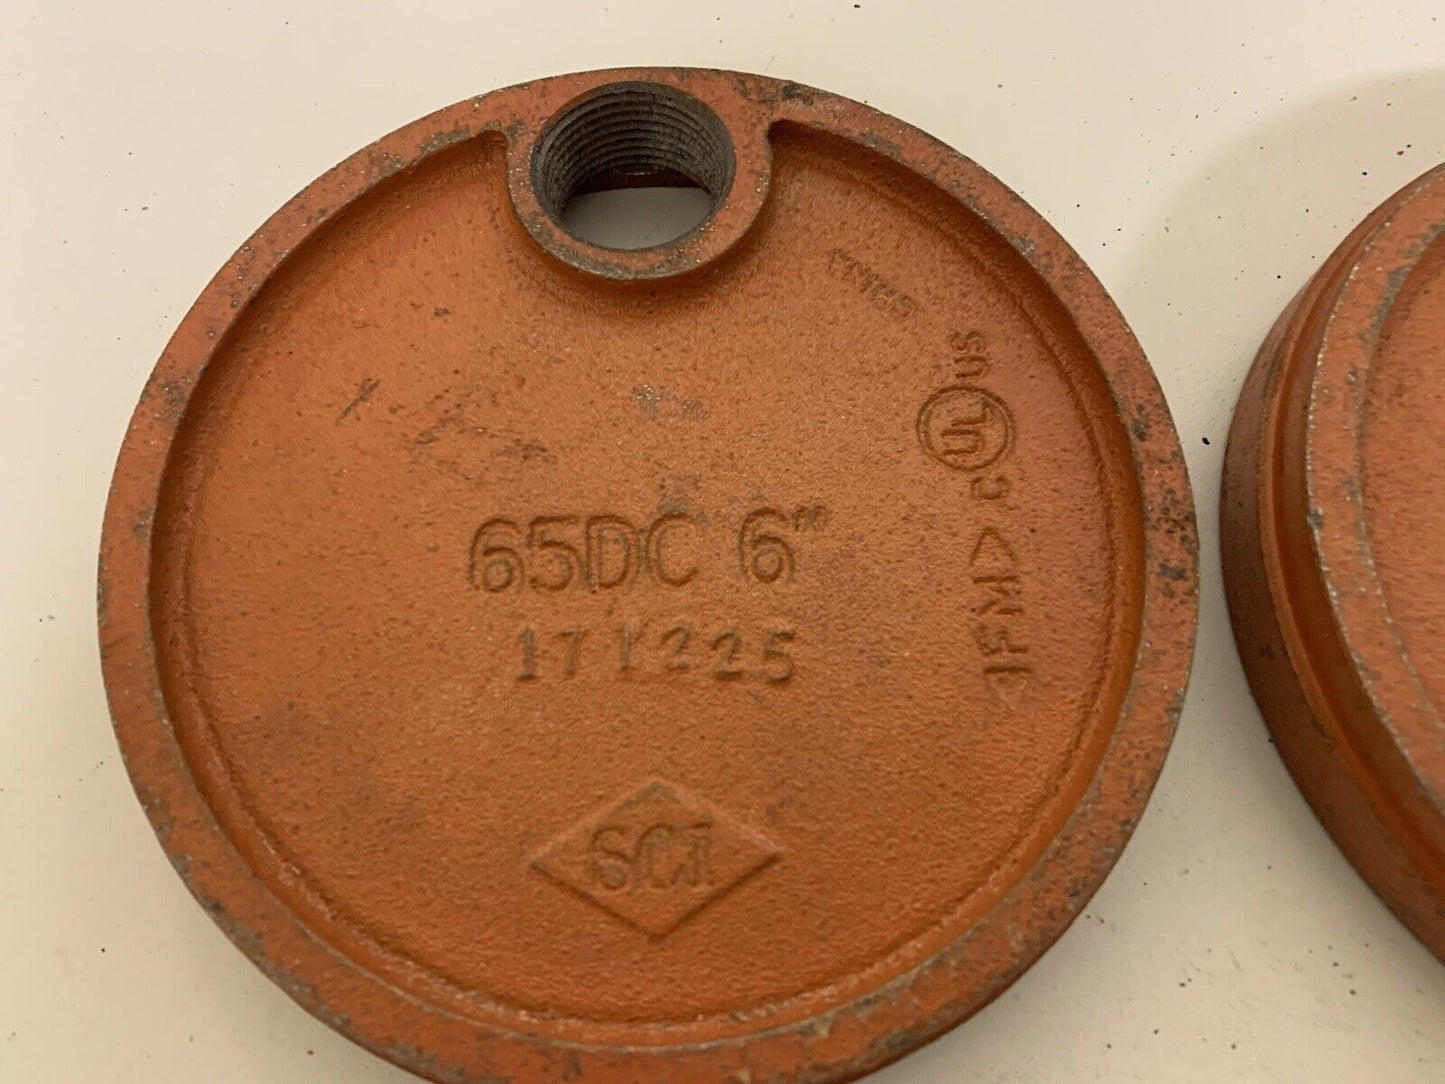 65DC 6"
171225
SCI
C UL US
FM